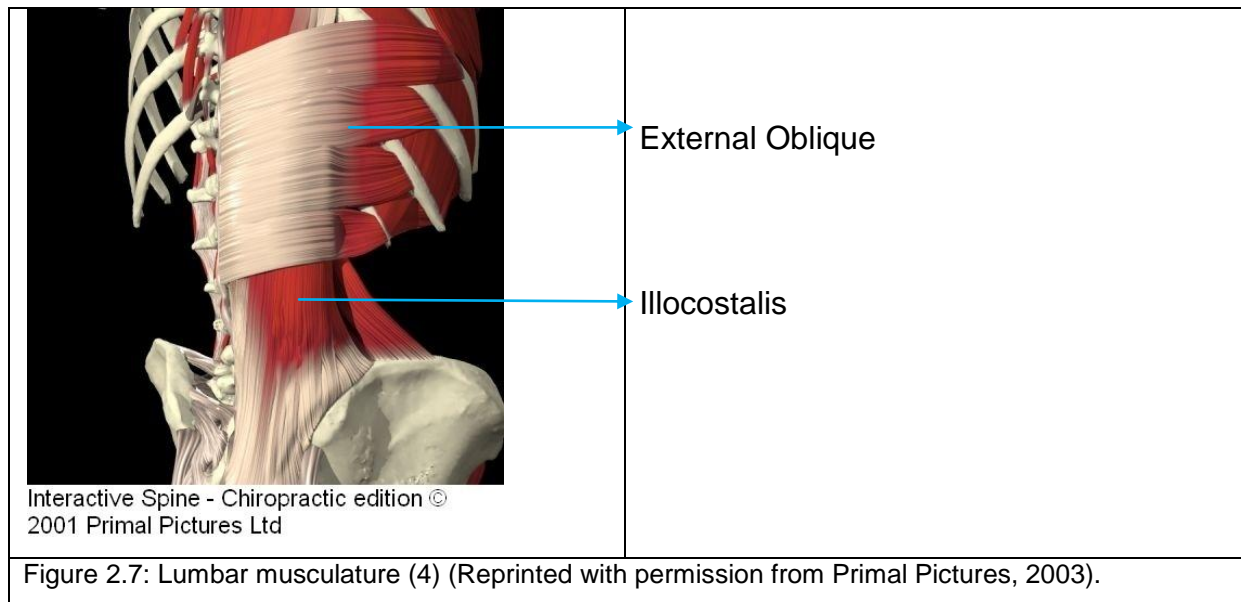 External Oblique
Illocostalis
Interactive Spine - Chiropractic edition ©
2001 Primal Pictures Ltd
Figure 2.7: Lumbar musculature (4) (Reprinted with permission from Primal Pictures, 2003).